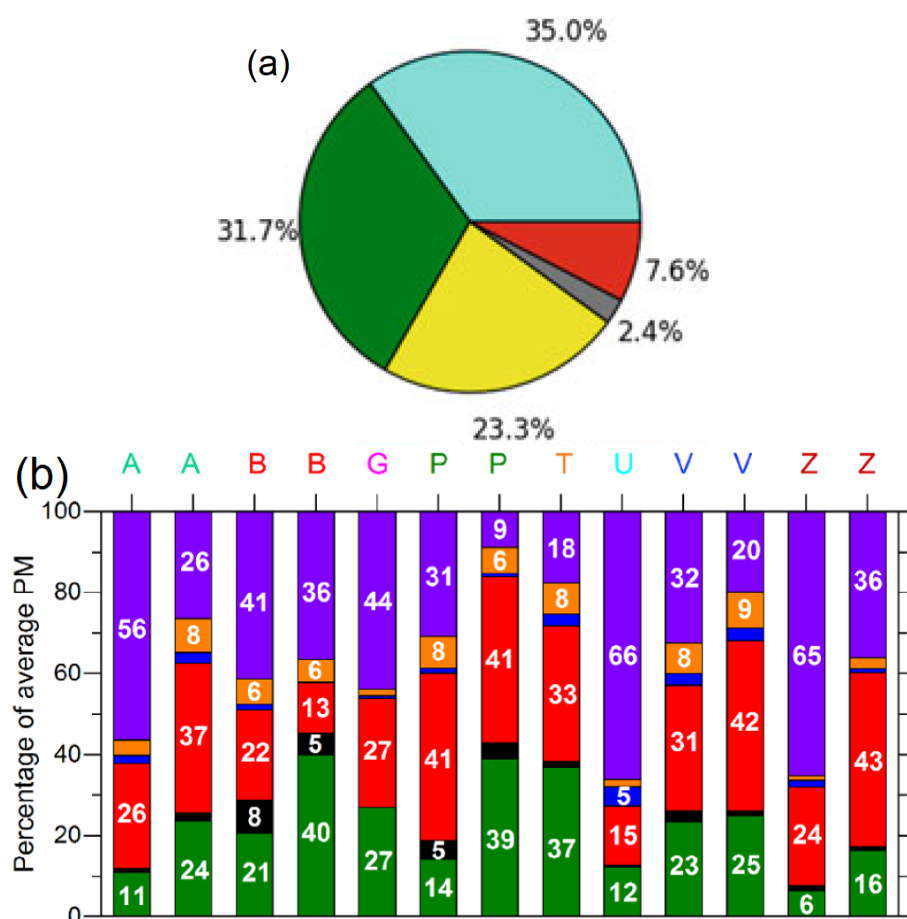 35.0%
(a)
31.7%
7.6%
2.4%
23.3%
(b)
A A B B G P P T U V V Z Z
100
80
60
40
20
0
Percentage of average PM
56 26 41 36 44 31 9 18 66 32 20 65 36
8 6 6 8 6 8 5 8 9
26 37 22 13 27 41 41 33 15 31 42 24 43
8 5 5
11 24 21 40 27 14 39 37 12 23 25 6 16